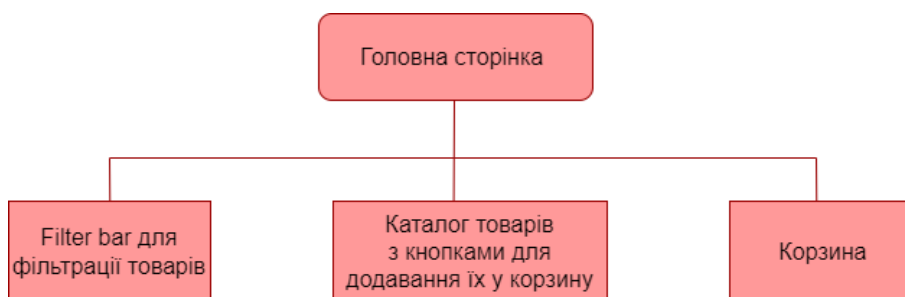 Головна сторінка
Filter bar для
фільтрації товарів
Каталог товарів
з кнопками для
додавання їх у корзину
Корзина